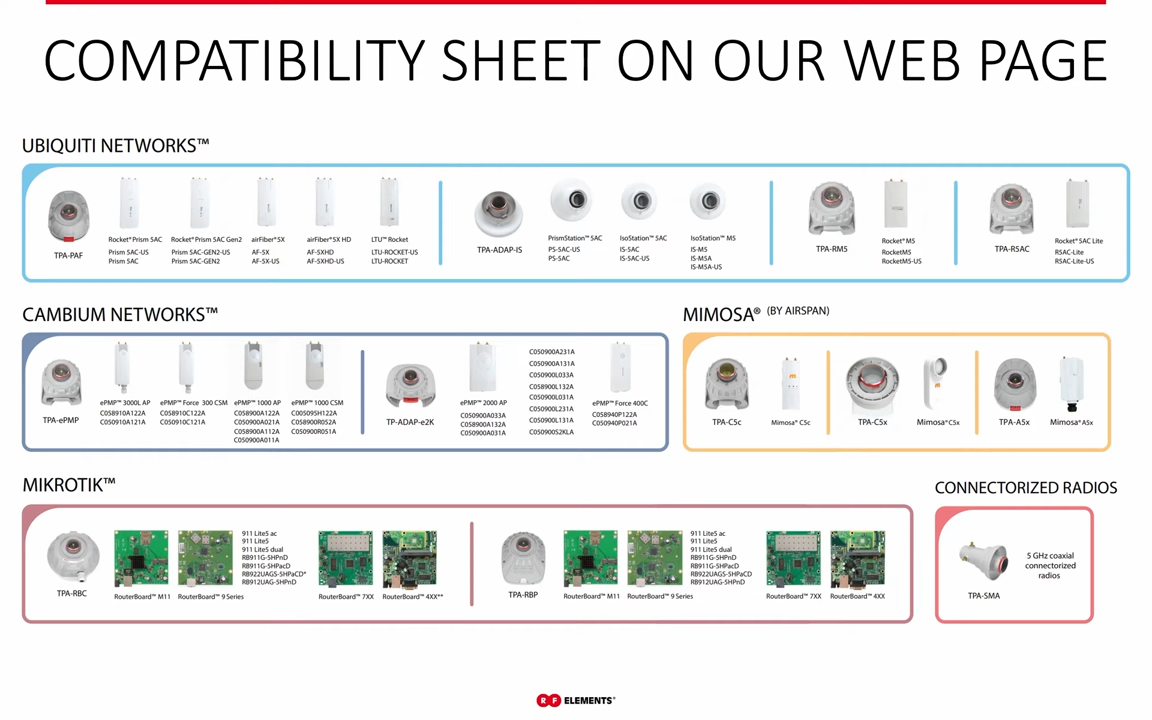 COMPATIBILITY SHEET ON OUR WEB PAGE
UBIQUITI NETWORKS™
TPA-PAF
Rocket® Prism 5AC
Prism 5AC-US
Prism 5AC
Rocket® Prism 5AC Gen2
Prism 5AC-GEN2-US
Prism 5AC-GEN2
airFiber® 5X
AF-5X
AF-5X-US
airFiber® 5X HD
AF-5XHD
AF-5XHD-US
LTU™ Rocket
LTU-ROCKET-US
LTU-ROCKET
TPA-ADAP-IS
PrismStation™ 5AC
PS-5AC-US
PS-5AC
IsoStation™ 5AC
IS-5AC
IS-5AC-US
IsoStation™ M5
IS-M5
IS-M5A
IS-M5A-US
TPA-RM5
Rocket® M5
RocketM5
RocketM5-US
TPA-R5AC
Rocket® 5AC Lite
R5AC-Lite
R5AC-Lite-US
CAMBIUM NETWORKS™
TPA-ePMP
ePMP™ 3000L AP
C058910A122A
C050910A121A
ePMP™ Force 300 CSM
C058910C122A
C050910C121A
ePMP™ 1000 AP
C058900A122A
C050900A021A
C058900A112A
C050900A011A
ePMP™ 1000 CSM
C005095H122A
C058900R052A
C050900R051A
TP-ADAP-e2K
ePMP™ 2000 AP
C050900A033A
C058900A132A
C050900A031A
C050900A231A
C050900A131A
C050900L033A
C058900L132A
C050900L031A
C050900L231A
C050900L131A
C050900S2KLA
ePMP™ Force 400C
C058940P122A
C050940P021A
MIMOSA® (BY AIRSPAN)
TPA-C5c
Mimosa® C5c
TPA-C5x
Mimosa® C5x
TPA-A5x
Mimosa® A5x
MIKROTIK™
TPA-RBC
RouterBoard™ M11
RouterBoard™ 9 Series
911 Lite5 ac
911 Lite5
911 Lite5 dual
RB911G-5HPnD
RB911G-5HPacD
RB922UAGS-5HPaCD*
RB912UAG-5HPnD
RouterBoard™ 7XX
RouterBoard™ 4XX**
TPA-RBP
RouterBoard™ M11
RouterBoard™ 9 Series
911 Lite5 ac
911 Lite5
911 Lite5 dual
RB911G-5HPnD
RB911G-5HPacD
RB922UAGS-5HPaCD
RB912UAG-5HPnD
RouterBoard™ 7XX
RouterBoard™ 4XX
CONNECTORIZED RADIOS
TPA-SMA
5 GHz coaxial
connectorized
radios
RF ELEMENTS®